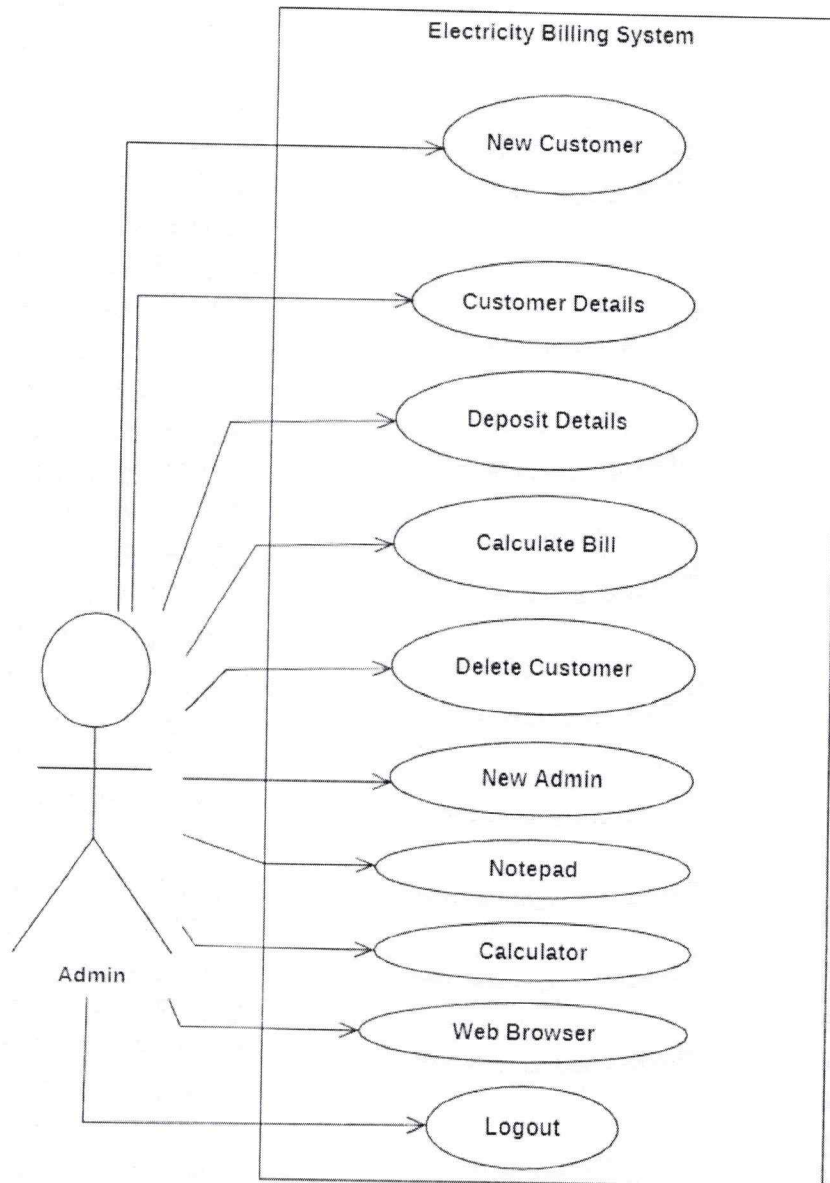 Electricity Billing System
New Customer
Customer Details
Deposit Details
Calculate Bill
Delete Customer
New Admin
Notepad
Calculator
Admin
Web Browser
Logout